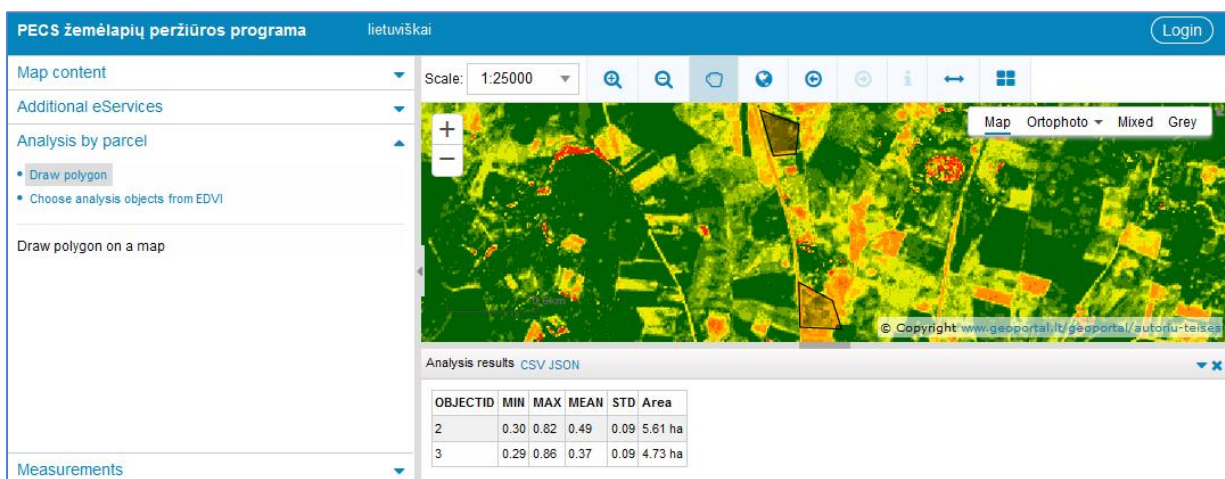 PECS žemėlapių peržiūros programa lietuviškai Login
Map content
Additional eServices
Analysis by parcel
• Draw polygon
• Choose analysis objects from EDVI
Draw polygon on a map
Measurements
Scale: 1:25000
+
−
Map Ortophoto Mixed Grey
0.6km
© Copyright www.geoportal.lt/geoportal/autoriu-teises
Analysis results CSV JSON
OBJECTID MIN MAX MEAN STD Area
2 0.30 0.82 0.49 0.09 5.61 ha
3 0.29 0.86 0.37 0.09 4.73 ha